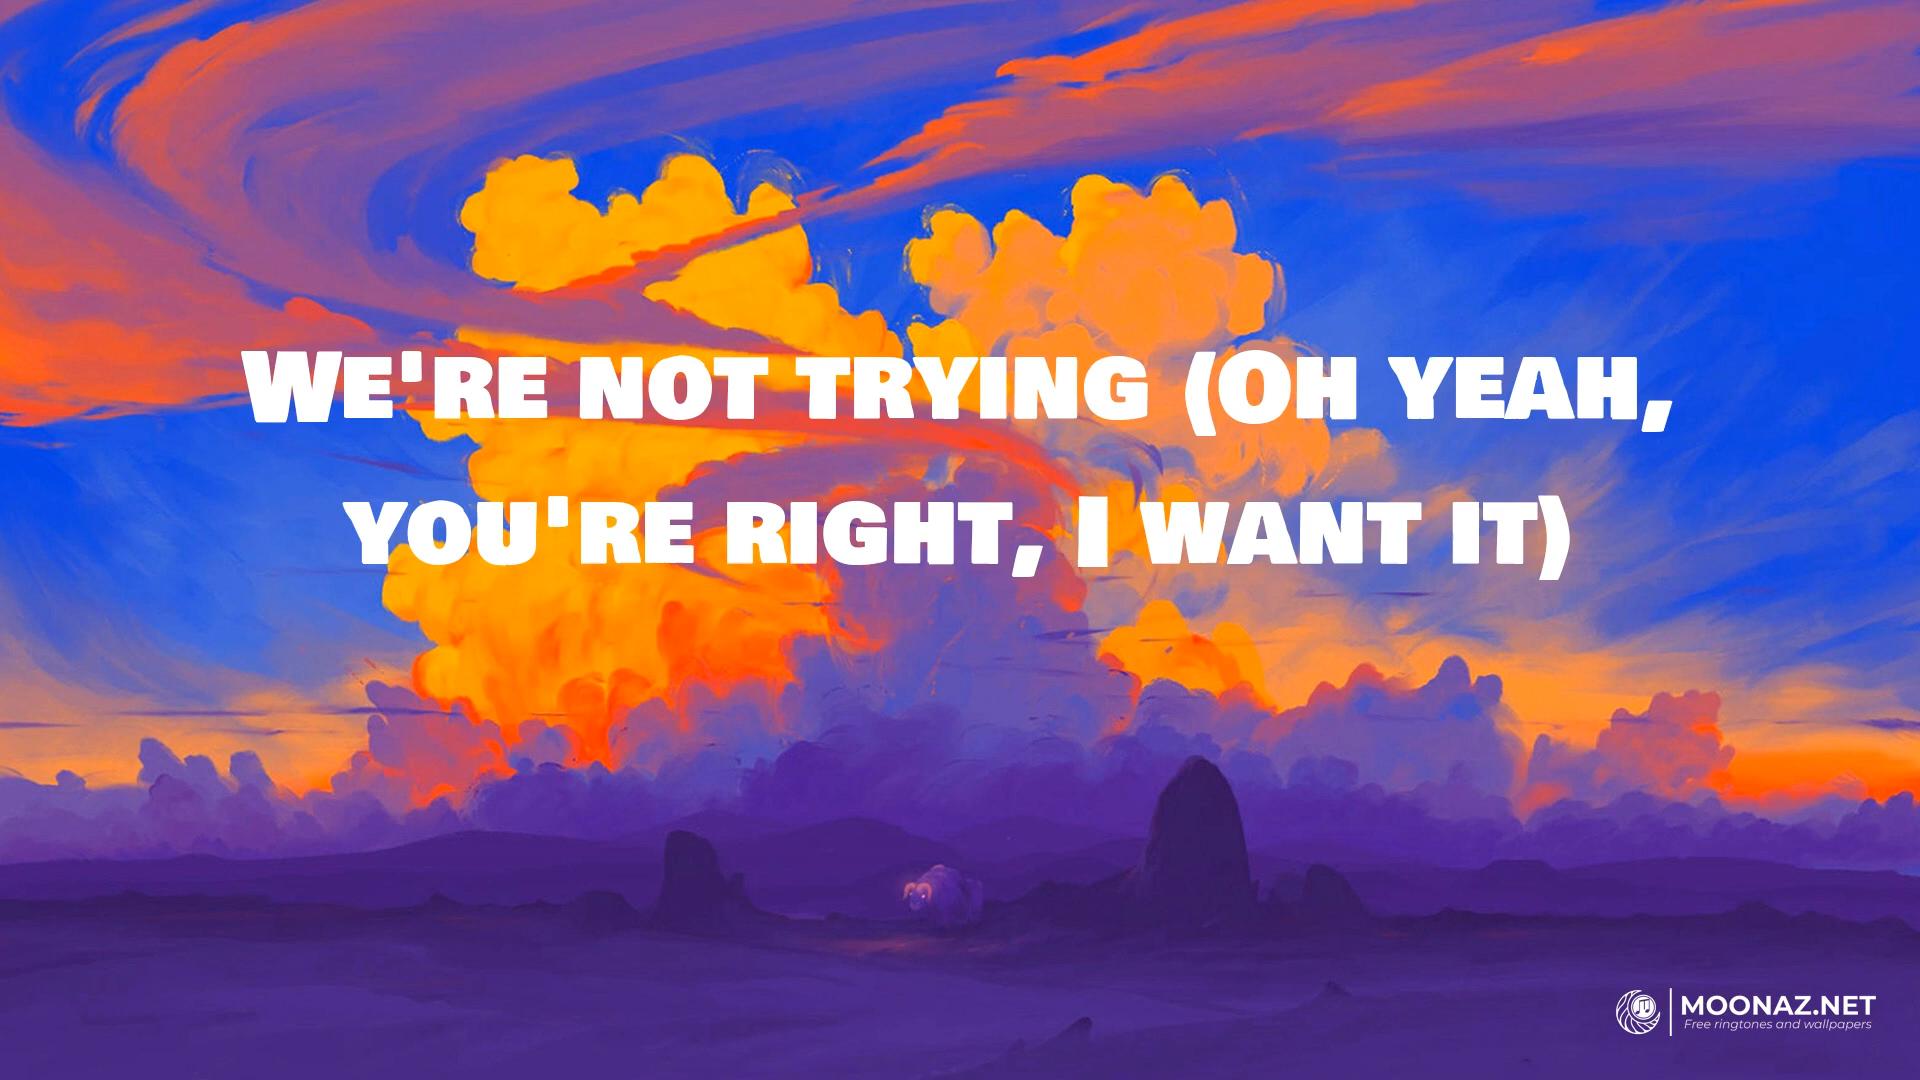 We're not trying (Oh yeah,
you're right, I want it)
MOONAZ.NET
Free ringtones and wallpapers